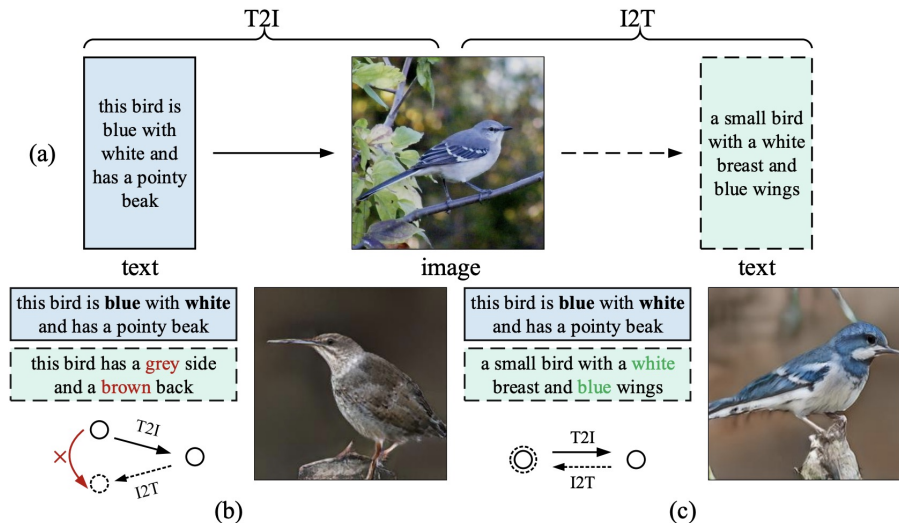 T2I
I2T
(a)
this bird is
blue with
white and
has a pointy
beak
a small bird
with a white
breast and
blue wings
text
image
text
this bird is blue with white
and has a pointy beak
this bird has a grey side
and a brown back
T2I
I2T
(b)
this bird is blue with white
and has a pointy beak
a small bird with a white
breast and blue wings
T2I
I2T
(c)